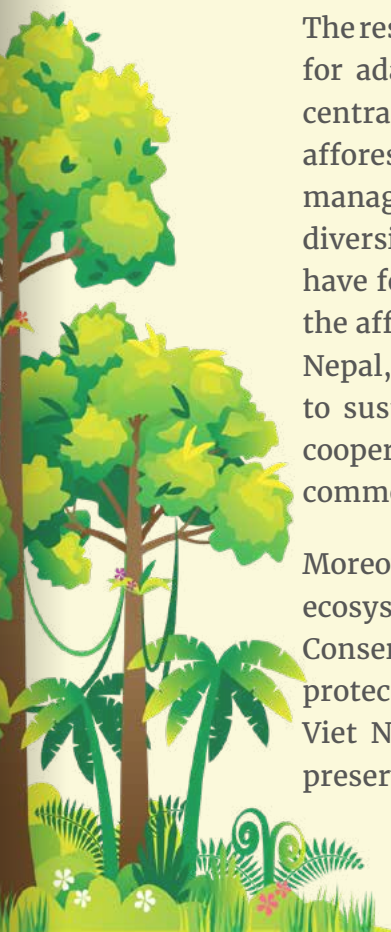 The res
for ada
centra
affores
manag
diversi
have fo
the aff
Nepal,
to sus
cooper
commo
Moreo
ecosys
Conser
protec
Viet N
preser